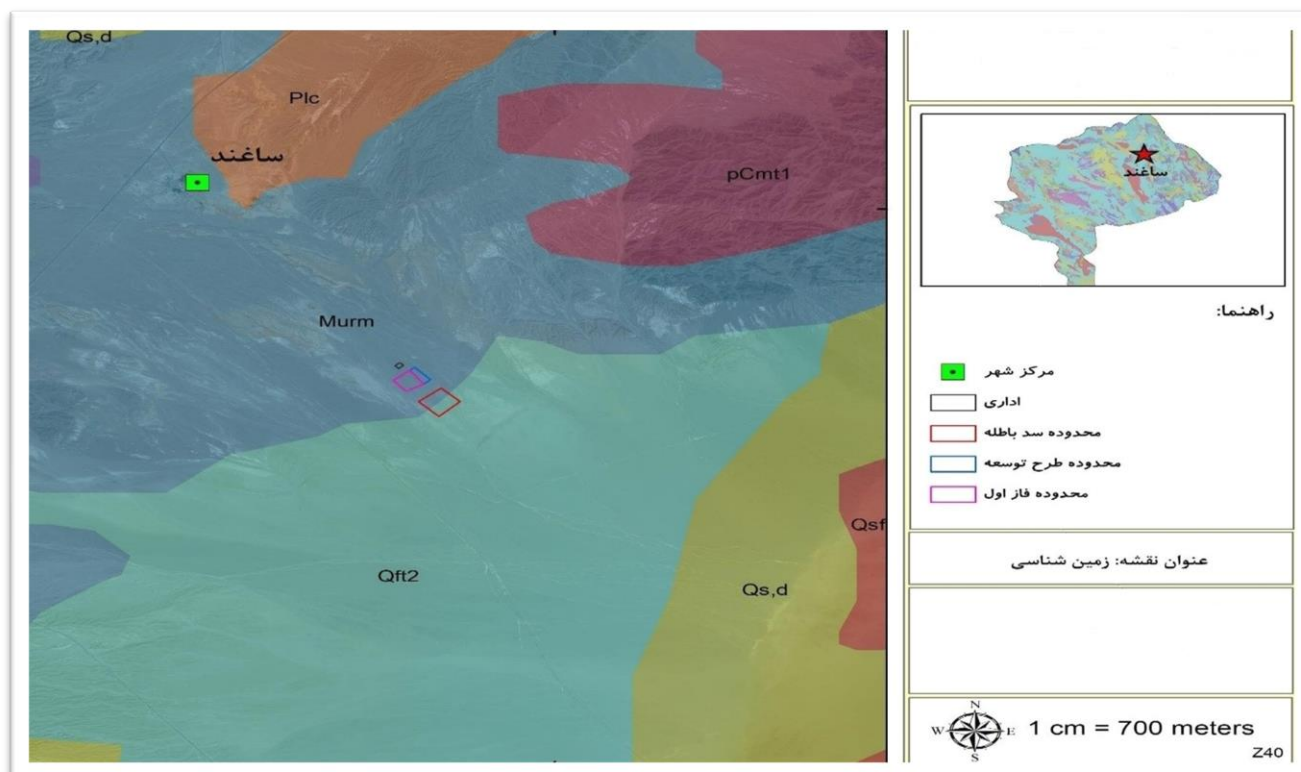 Qs,d
Plc
ساغند
pCmt1
Murm
Qft2
Qs,d
Qsf
ساغند
راهنما:
مرکز شهر
اداری
محدوده سد باطله
محدوده طرح توسعه
محدوده فاز اول
عنوان نقشه: زمین شناسی
N
W E
S
1 cm = 700 meters
Z40